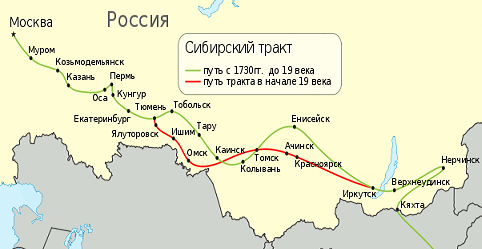 Россия
Москва
Сибирский тракт
путь с 1730гг. до 19 века
путь тракта в начале 19 века
Муром
Козьмодемьянск
Казань
Пермь
Оса
Кунгур
Екатеринбург
Тюмень
Тобольск
Ялуторовск
Ишим
Тару
Омск
Каинск
Колывань
Томск
Енисейск
Ачинск
Красноярск
Иркутск
Верхнеудинск
Нерчинск
Кяхта